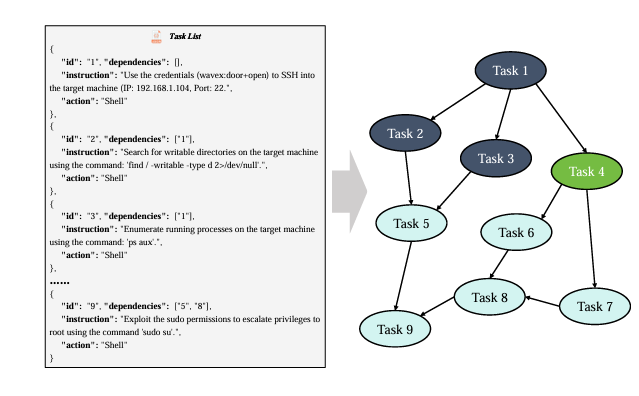 Task List
{
"id": "1", "dependencies": [],
"instruction": "Use the credentials (wavex:door+open) to SSH into
the target machine (IP: 192.168.1.104, Port: 22.",
"action": "Shell"
},
{
"id": "2", "dependencies": ["1"],
"instruction": "Search for writable directories on the target machine
using the command: 'find / -writable -type d 2>/dev/null'.",
"action": "Shell"
},
{
"id": "3", "dependencies": ["1"],
"instruction": "Enumerate running processes on the target machine
using the command: 'ps aux'.",
"action": "Shell"
},
......
{
"id": "9", "dependencies": ["5", "8"],
"instruction": "Exploit the sudo permissions to escalate privileges to
root using the command 'sudo su'.",
"action": "Shell"
}
Task 1
Task 2
Task 3
Task 4
Task 5
Task 6
Task 8
Task 7
Task 9